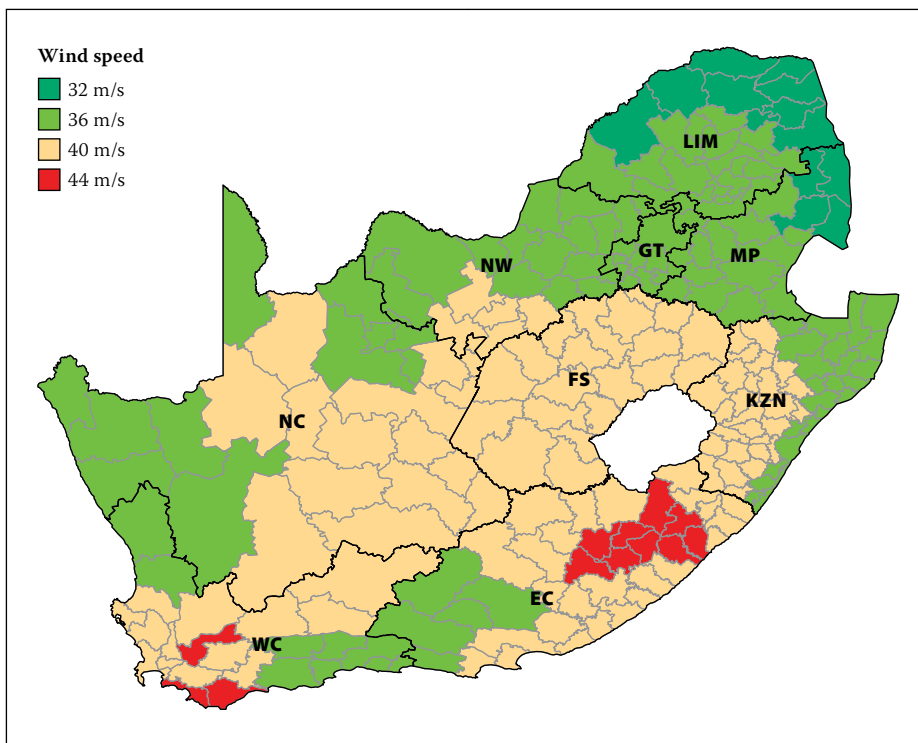 Wind speed
32 m/s
36 m/s
40 m/s
44 m/s
LIM
GT
MP
NW
FS
KZN
NC
EC
WC